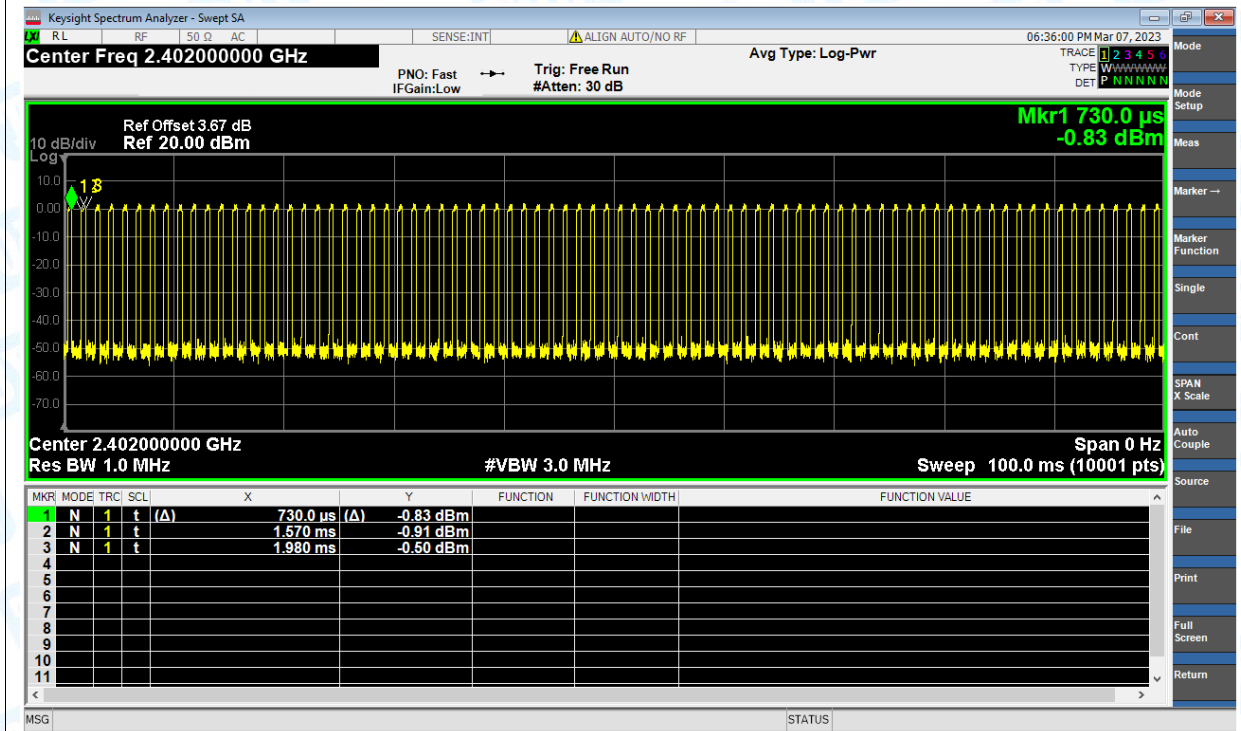 Keysight Spectrum Analyzer - Swept SA
LXI RL RF 50 Ω AC SENSE:INT ALIGN AUTO/NO RF 06:36:00 PM Mar 07, 2023
Center Freq 2.402000000 GHz
PNO: Fast
IFGain:Low
Trig: Free Run
#Atten: 30 dB
Avg Type: Log-Pwr
TRACE 1 2 3 4 5 6
TYPE WWWWWW
DET P N N N N N
Mkr1 730.0 µs
-0.83 dBm
Ref Offset 3.67 dB
10 dB/div Ref 20.00 dBm
Log
10.0
0.00
-10.0
-20.0
-30.0
-40.0
-50.0
-60.0
-70.0
1 3
Center 2.402000000 GHz Span 0 Hz
Res BW 1.0 MHz #VBW 3.0 MHz Sweep 100.0 ms (10001 pts)
MKR MODE TRC SCL X Y FUNCTION FUNCTION WIDTH FUNCTION VALUE
1 N 1 t (Δ) 730.0 µs (Δ) -0.83 dBm
2 N 1 t 1.570 ms -0.91 dBm
3 N 1 t 1.980 ms -0.50 dBm
4
5
6
7
8
9
10
11
MSG STATUS
Mode
Mode
Setup
Meas
Marker →
Marker
Function
Single
Cont
SPAN
X Scale
Auto
Couple
Source
File
Print
Full
Screen
Return